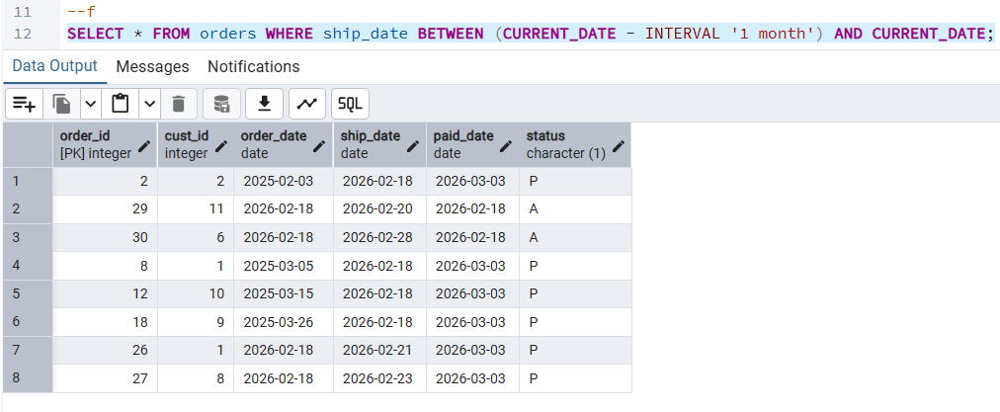 11 --f
12 SELECT * FROM orders WHERE ship_date BETWEEN (CURRENT_DATE - INTERVAL '1 month') AND CURRENT_DATE;
Data Output Messages Notifications
SQL
order_id cust_id order_date ship_date paid_date status
[PK] integer integer date date date character (1)
1 2 2 2025-02-03 2026-02-18 2026-03-03 P
2 29 11 2026-02-18 2026-02-20 2026-02-18 A
3 30 6 2026-02-18 2026-02-28 2026-02-18 A
4 8 1 2025-03-05 2026-02-18 2026-03-03 P
5 12 10 2025-03-15 2026-02-18 2026-03-03 P
6 18 9 2025-03-26 2026-02-18 2026-03-03 P
7 26 1 2026-02-18 2026-02-21 2026-03-03 P
8 27 8 2026-02-18 2026-02-23 2026-03-03 P